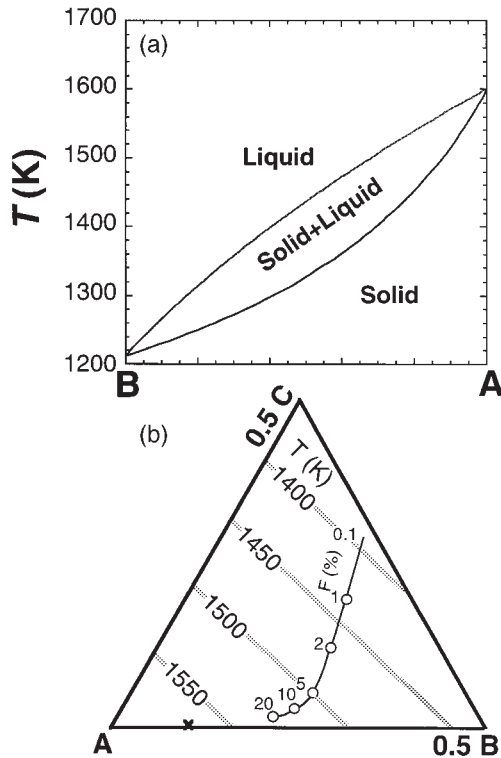 1700
(a)
1600
1500
Liquid
T (K)
Solid+Liquid
1400
1300
Solid
1200
B
A
(b)
0.5 C
T (K)
1400
0.1
1450
F (%)
1
1500
2
5
10
20
1550
A
0.5 B